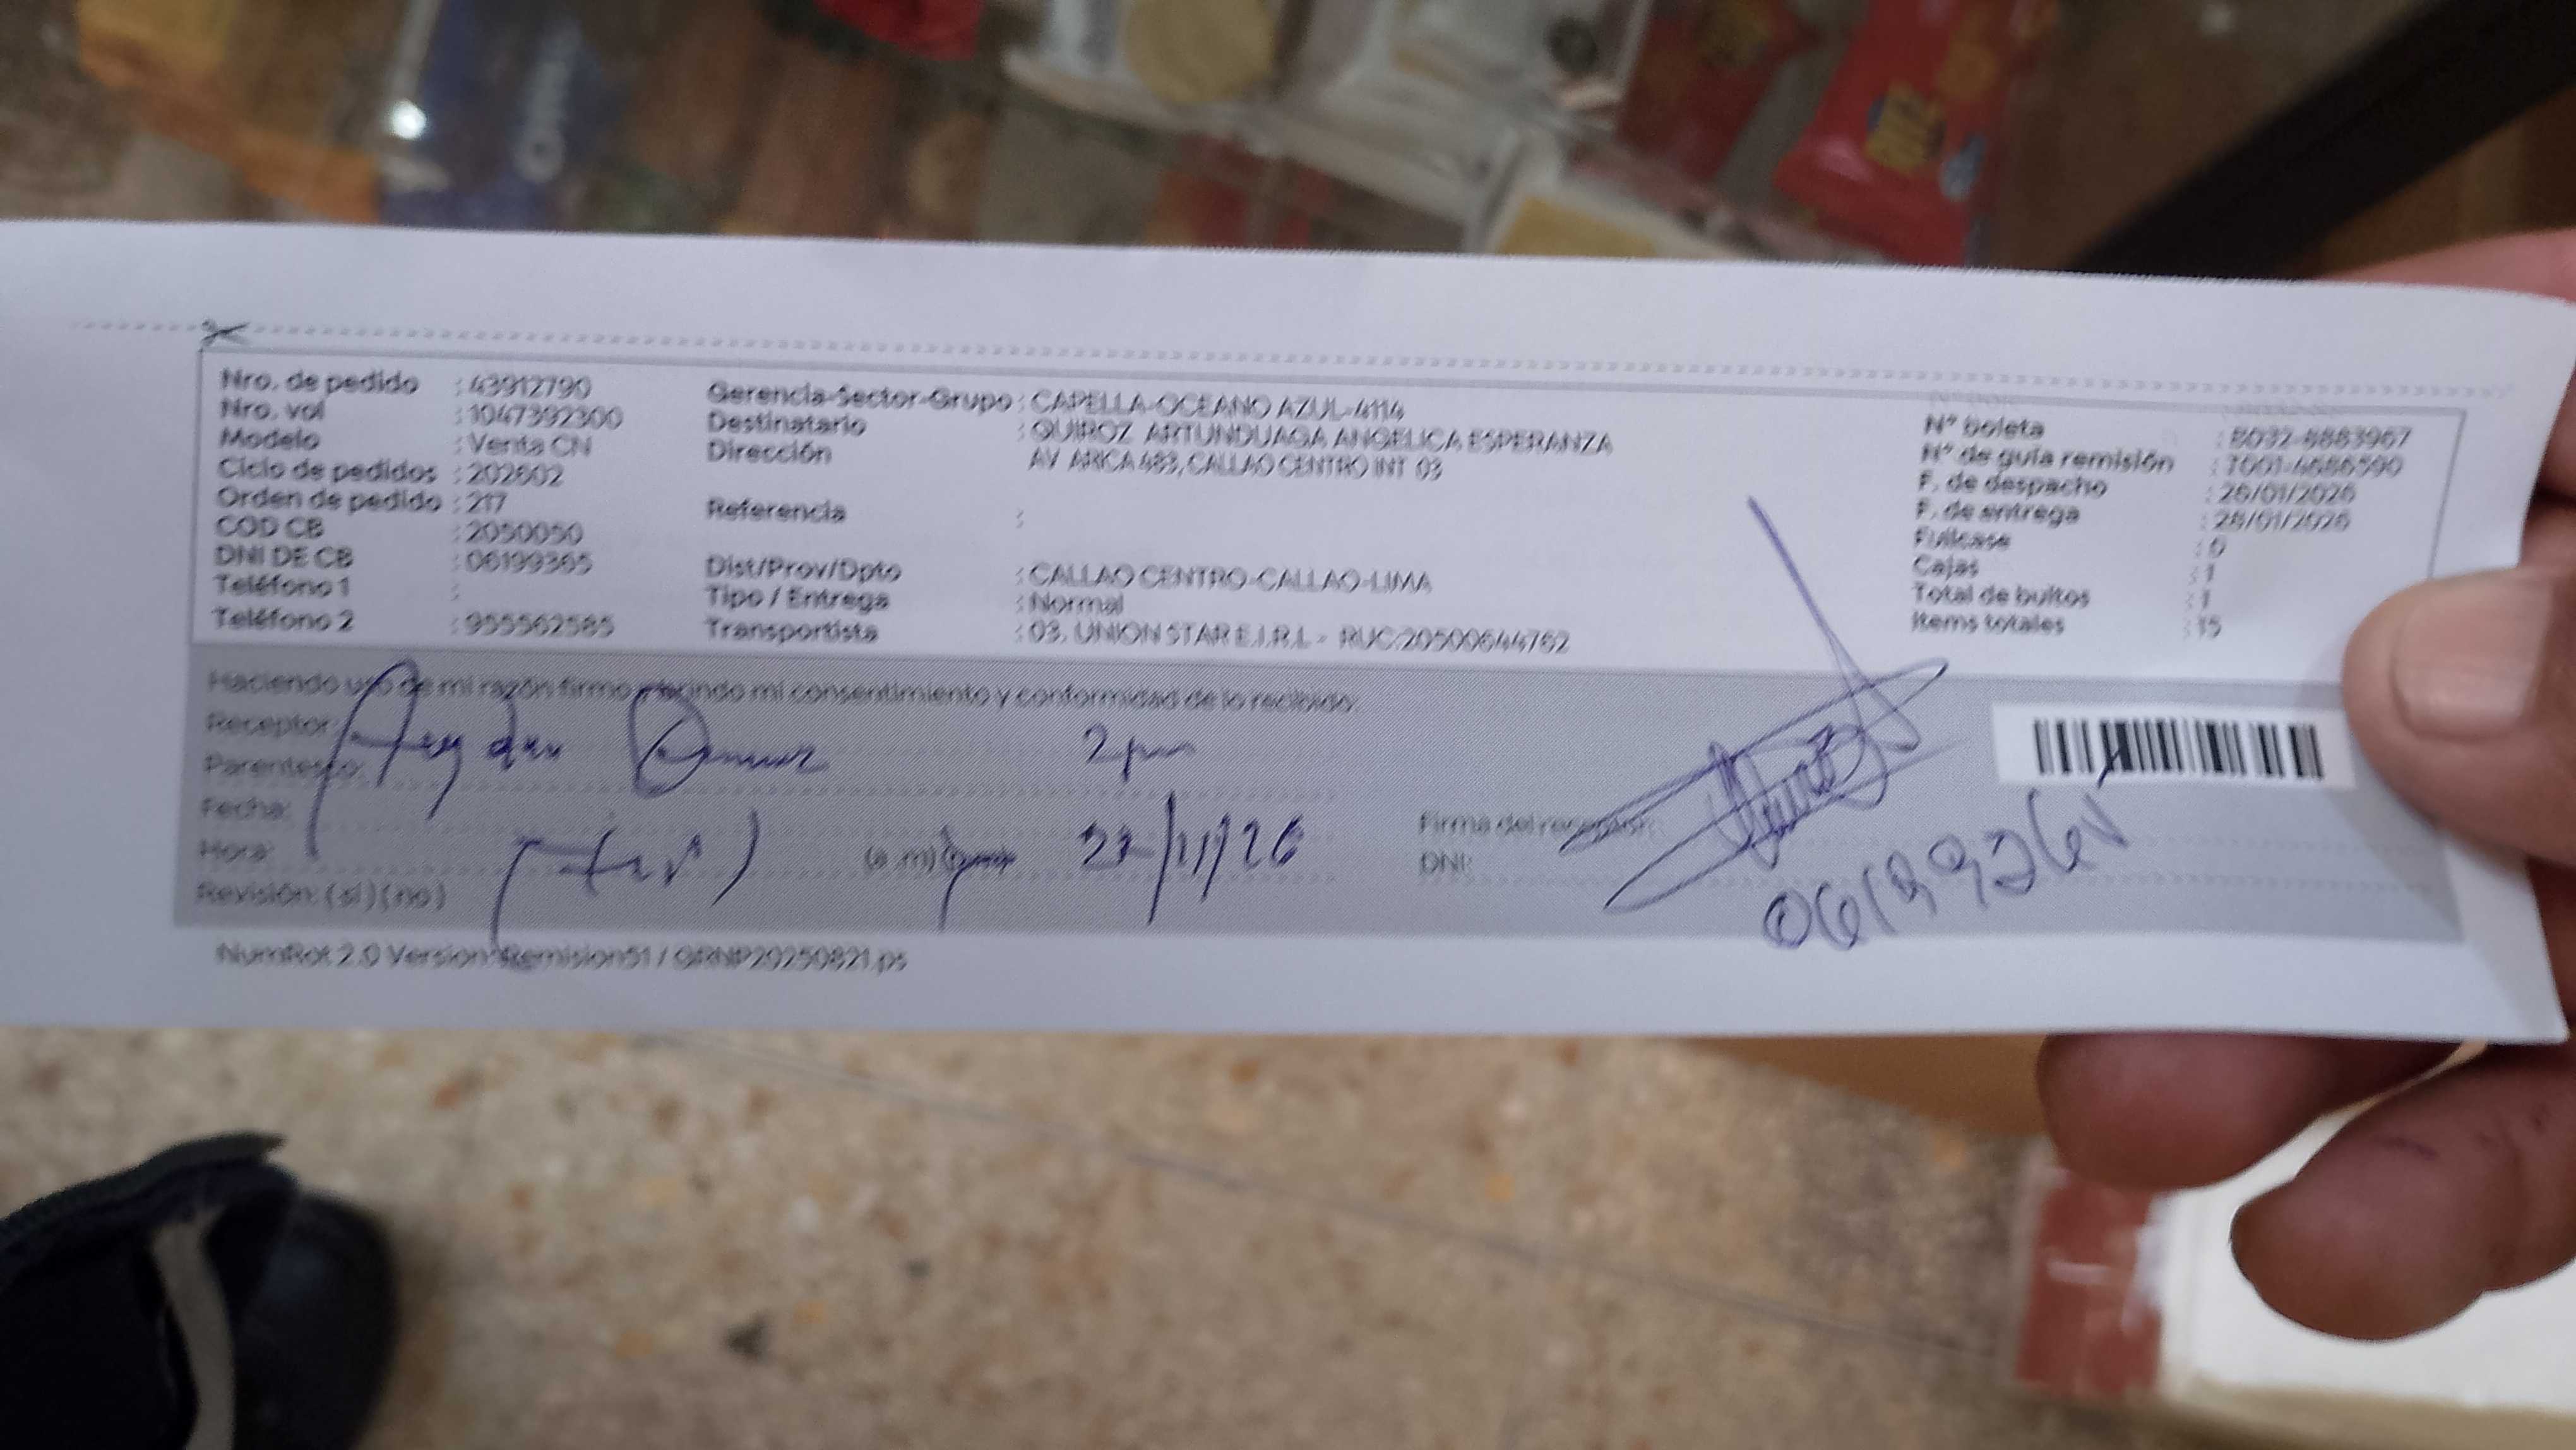 Nro. de pedido : 43912790
Nro. vol : 1047392300
Modelo : Venta CN
Ciclo de pedidos : 202602
Orden de pedido : 217
COD CB : 2050050
DNI DE CB : 06199365
Teléfono 1 :
Teléfono 2 : 955562585
Gerencia-Sector-Grupo : CAPELLA-OCEANO AZUL-4114
Destinatario : QUIROZ ARTUNDUAGA ANGELICA ESPERANZA
Dirección AV ARICA 483, CALLAO CENTRO INT 03
Referencia :
Dist/Prov/Dpto : CALLAO CENTRO-CALLAO-LIMA
Tipo / Entrega : Normal
Transportista : 03. UNION STAR E.I.R.L - RUC:20500644762
N° boleta : B032-8883967
N° de guía remisión : T001-4686590
F. de despacho : 26/01/2026
F. de entrega : 28/01/2026
Fullcase : 0
Cajas : 1
Total de bultos : 1
Items totales : 15
Haciendo uso de mi razón firmo brindo mi consentimiento y conformidad de lo recibido:
Receptor:
Parentesco: 2pm
Fecha:
Hora: (a.m)
Revisión: (si) (no)
Firma del receptor:
DNI:
NumRot 2.0 Version: Remision51 / GRNP20250821.ps
OREO
RITZ